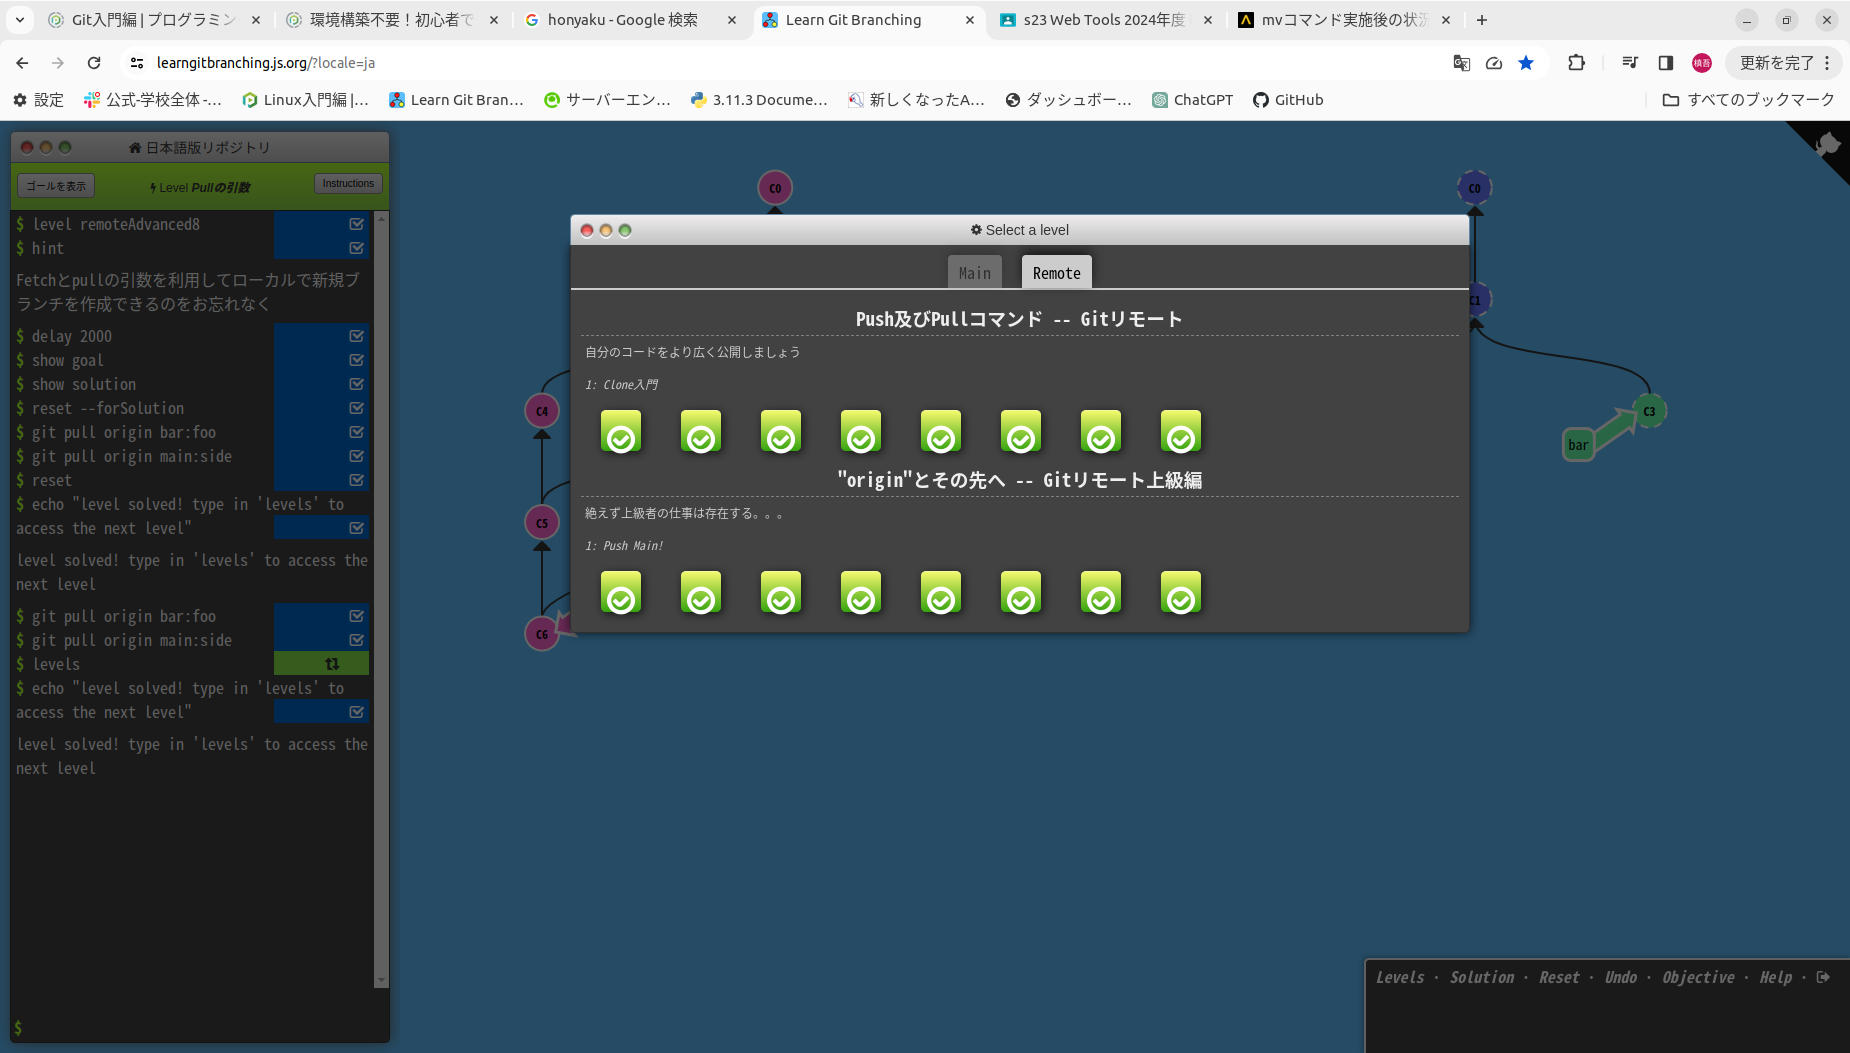 Git入門編 | プログラミン
環境構築不要！初心者で
honyaku - Google 検索
Learn Git Branching
s23 Web Tools 2024年度
mvコマンド実施後の状況
learngitbranching.js.org/?locale=ja
更新を完了
設定
公式-学校全体 -...
Linux入門編 |...
Learn Git Bran...
サーバーエン...
3.11.3 Docume...
新しくなったA...
ダッシュボー...
ChatGPT
GitHub
すべてのブックマーク
日本語版リポジトリ
ゴールを表示
Level Pullの引数
Instructions
$ level remoteAdvanced8
$ hint
Fetchとpullの引数を利用してローカルで新規ブ
ランチを作成できるのをお忘れなく
$ delay 2000
$ show goal
$ show solution
$ reset --forSolution
$ git pull origin bar:foo
$ git pull origin main:side
$ reset
$ echo "level solved! type in 'levels' to
access the next level"
level solved! type in 'levels' to access the
next level
$ git pull origin bar:foo
$ git pull origin main:side
$ levels
$ echo "level solved! type in 'levels' to
access the next level"
level solved! type in 'levels' to access the
next level
$
C0
C4
C5
C6
Select a level
Main
Remote
Push及びPullコマンド -- Gitリモート
自分のコードをより広く公開しましょう
1: Clone入門
"origin"とその先へ -- Gitリモート上級編
絶えず上級者の仕事は存在する。。。
1: Push Main!
C0
C1
C3
bar
Levels · Solution · Reset · Undo · Objective · Help ·